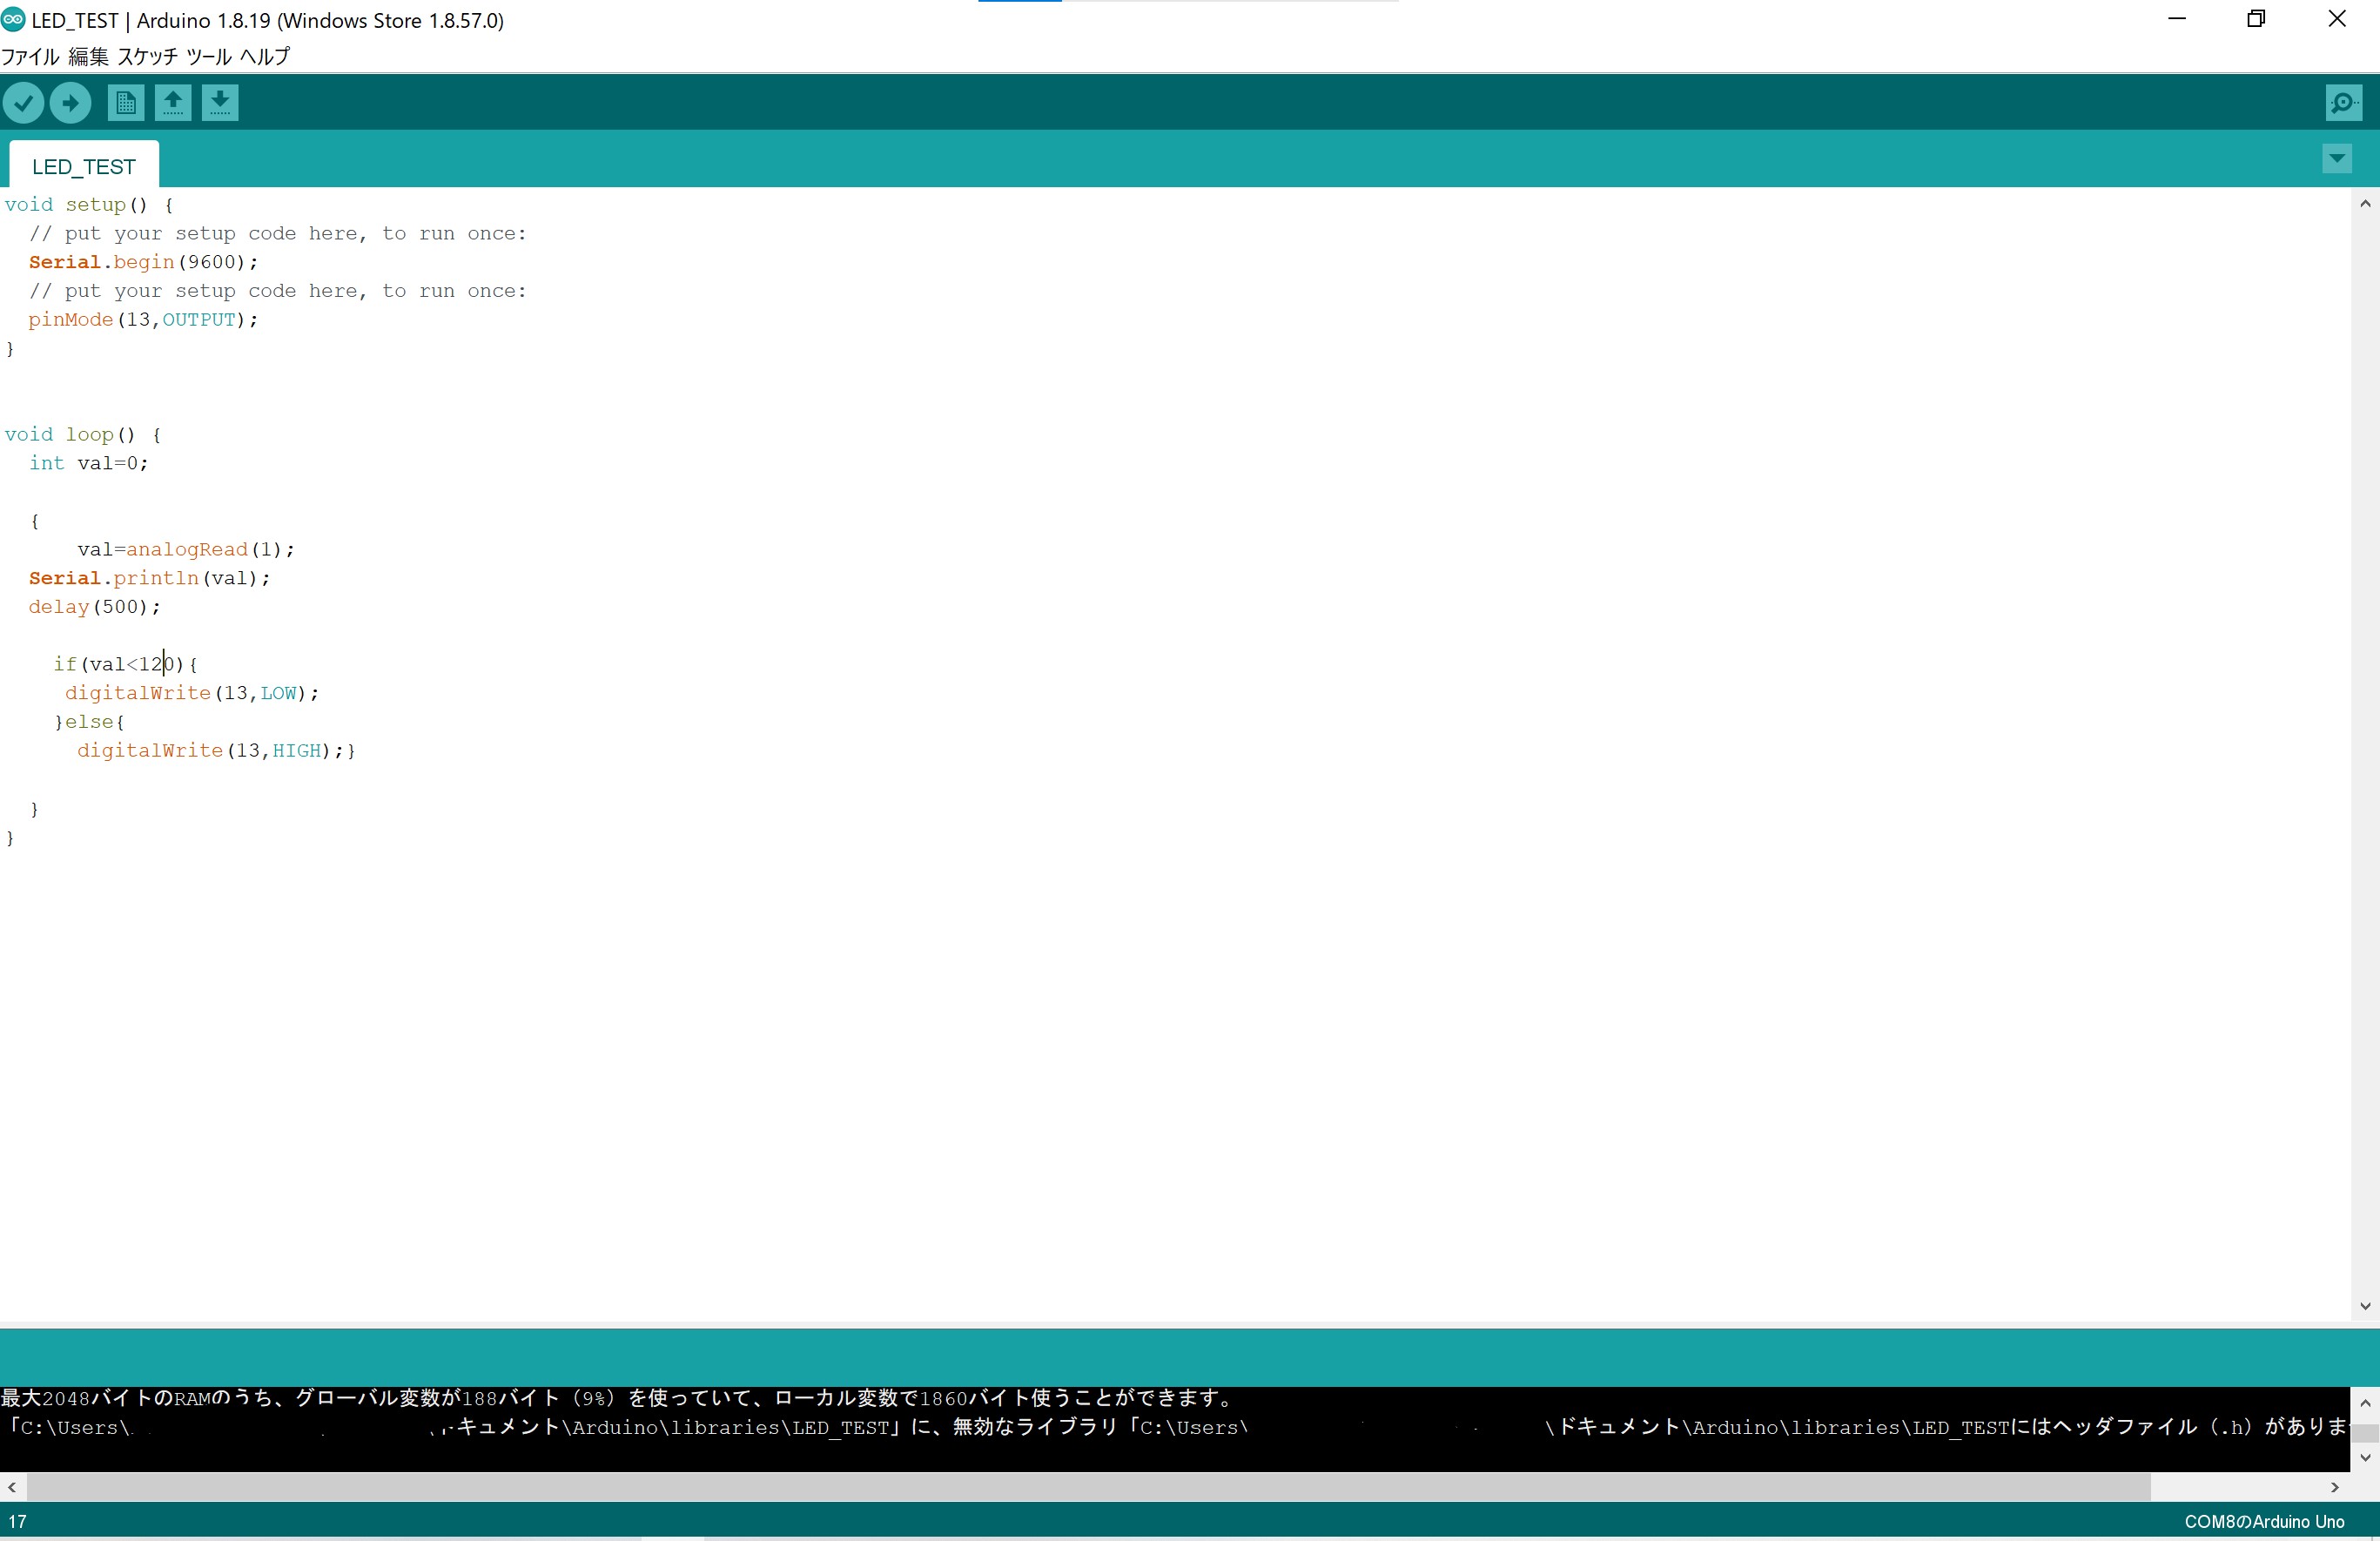 LED_TEST | Arduino 1.8.19 (Windows Store 1.8.57.0)
ファイル 編集 スケッチ ツール ヘルプ
LED_TEST
void setup() {
  // put your setup code here, to run once:
  Serial.begin(9600);
  // put your setup code here, to run once:
  pinMode(13,OUTPUT);
}
void loop() {
  int val=0;
  {
      val=analogRead(1);
  Serial.println(val);
  delay(500);
    if(val<120){
     digitalWrite(13,LOW);
    }else{
      digitalWrite(13,HIGH);}
  }
}
最大2048バイトのRAMのうち、グローバル変数が188バイト（9%）を使っていて、ローカル変数で1860バイト使うことができます。
「C:\Users\ キュメント\Arduino\libraries\LED_TEST」に、無効なライブラリ「C:\Users\ \ドキュメント\Arduino\libraries\LED_TESTにはヘッダファイル（.h）がありま
17
COM8のArduino Uno